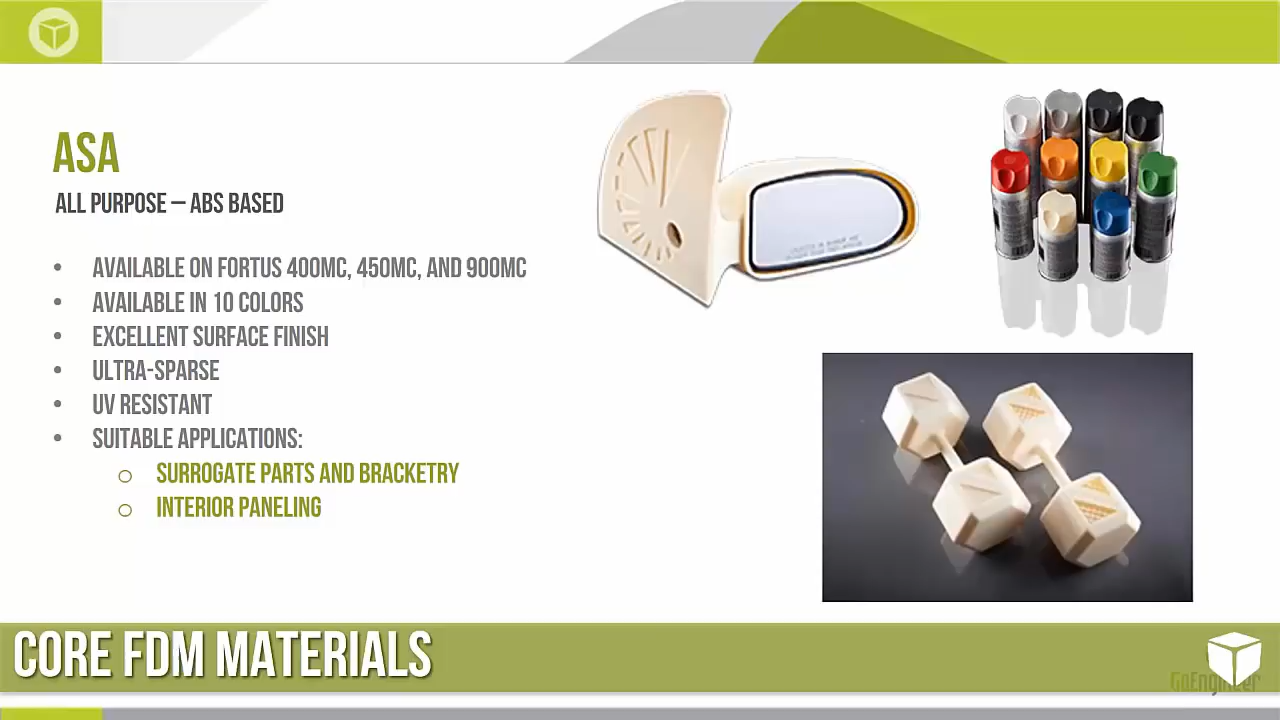 ASA
ALL PURPOSE – ABS BASED
• AVAILABLE ON FORTUS 400MC, 450MC, AND 900MC
• AVAILABLE IN 10 COLORS
• EXCELLENT SURFACE FINISH
• ULTRA-SPARSE
• UV RESISTANT
• SUITABLE APPLICATIONS:
o SURROGATE PARTS AND BRACKETRY
o INTERIOR PANELING
CORE FDM MATERIALS
GoEngineer